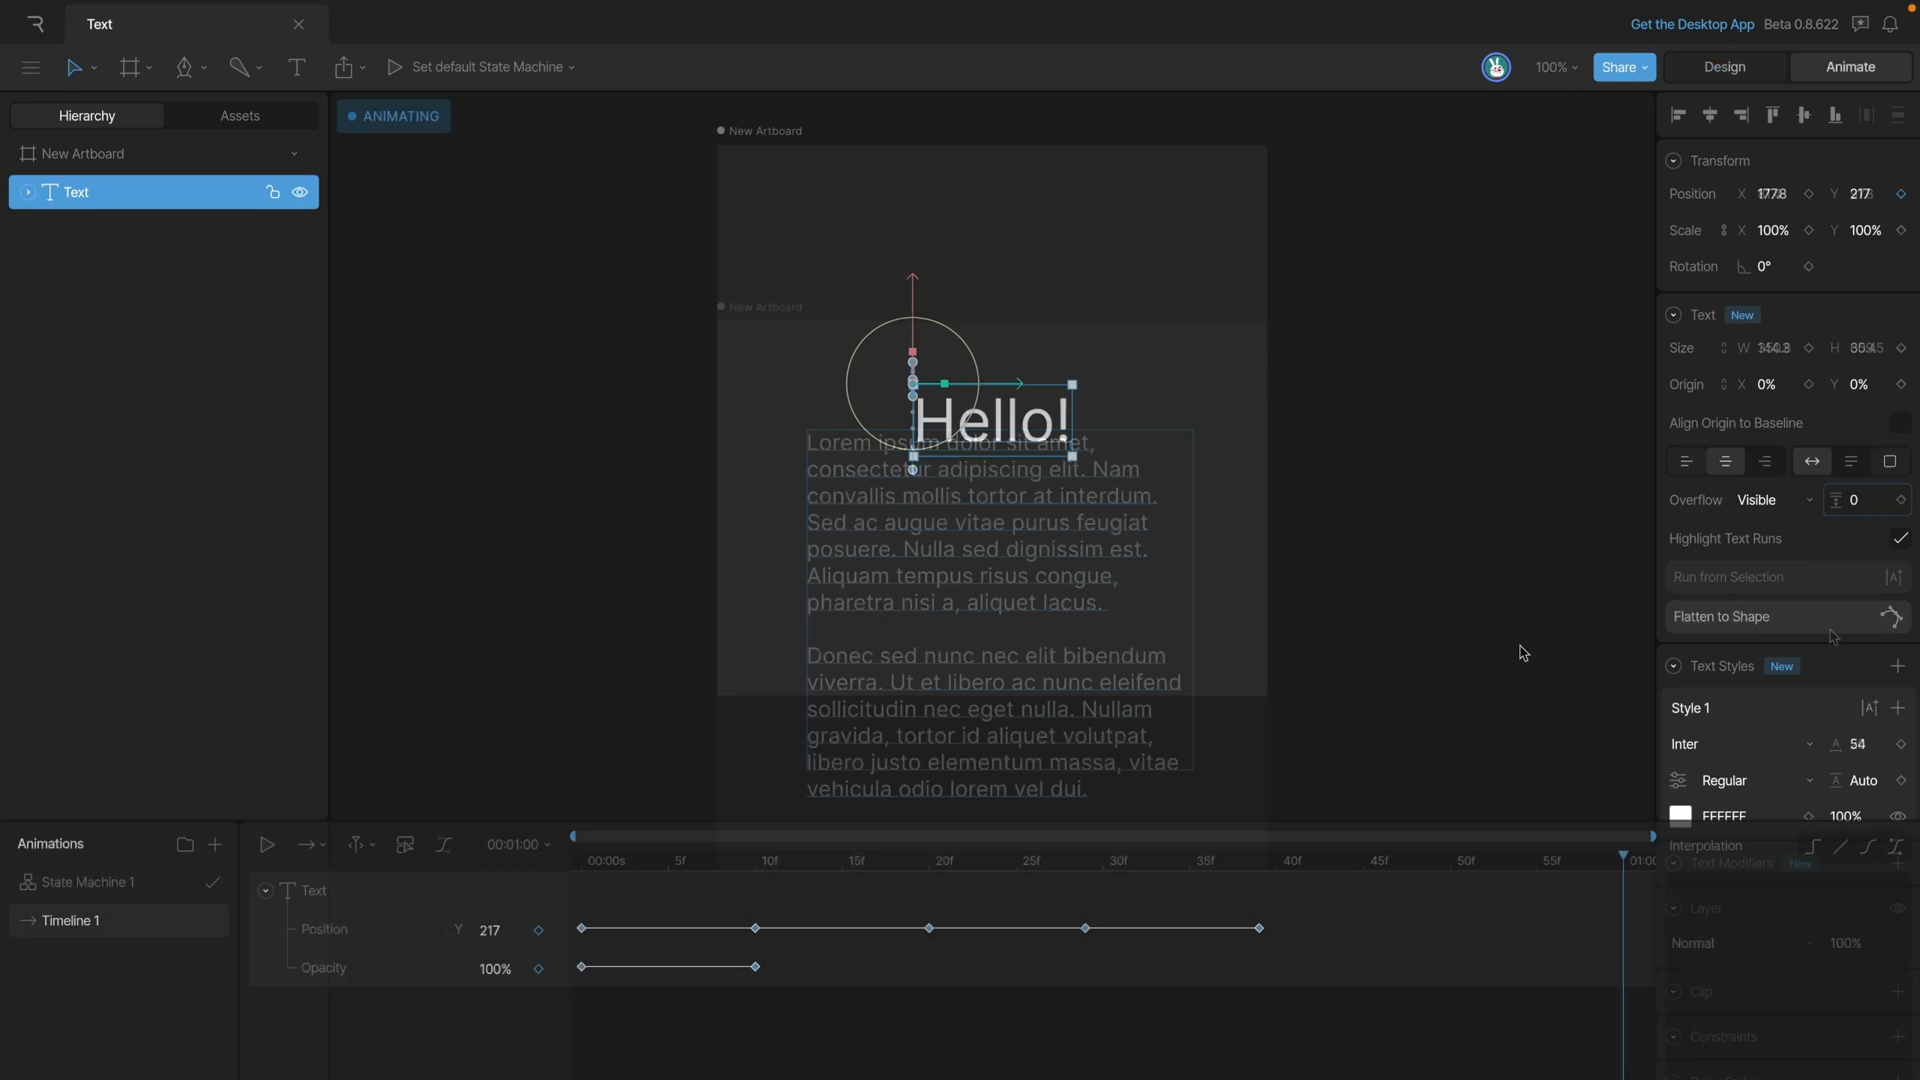 Text
Get the Desktop App
Beta 0.8.622
Set default State Machine
100%
Share
Design
Animate
Hierarchy
Assets
New Artboard
Text
ANIMATING
New Artboard
New Artboard
Hello!
Lorem ipsum dolor sit amet,
consectetur adipiscing elit. Nam
convallis mollis tortor at interdum.
Sed ac augue vitae purus feugiat
posuere. Nulla sed dignissim est.
Aliquam tempus risus congue,
pharetra nisi a, aliquet lacus.
Donec sed nunc nec elit bibendum
viverra. Ut et libero ac nunc eleifend
sollicitudin nec eget nulla. Nullam
gravida, tortor id aliquet volutpat,
libero justo elementum massa, vitae
vehicula odio lorem vel dui.
Transform
Position X Y 217
Scale X 100% Y 100%
Rotation 0°
Text New
Size W H
Origin X 0% Y 0%
Align Origin to Baseline
Overflow Visible 0
Highlight Text Runs
Run from Selection
Flatten to Shape
Text Styles New
Style 1
Inter 54
Regular Auto
FFFFFF 100%
Interpolation
Text Modifiers New
Layer
Normal 100%
Clip
Constraints
Animations
State Machine 1
Timeline 1
00:01:00
00:00s 5f 10f 15f 20f 25f 30f 35f 40f 45f 50f 55f 01:00
Text
Position Y 217
Opacity 100%